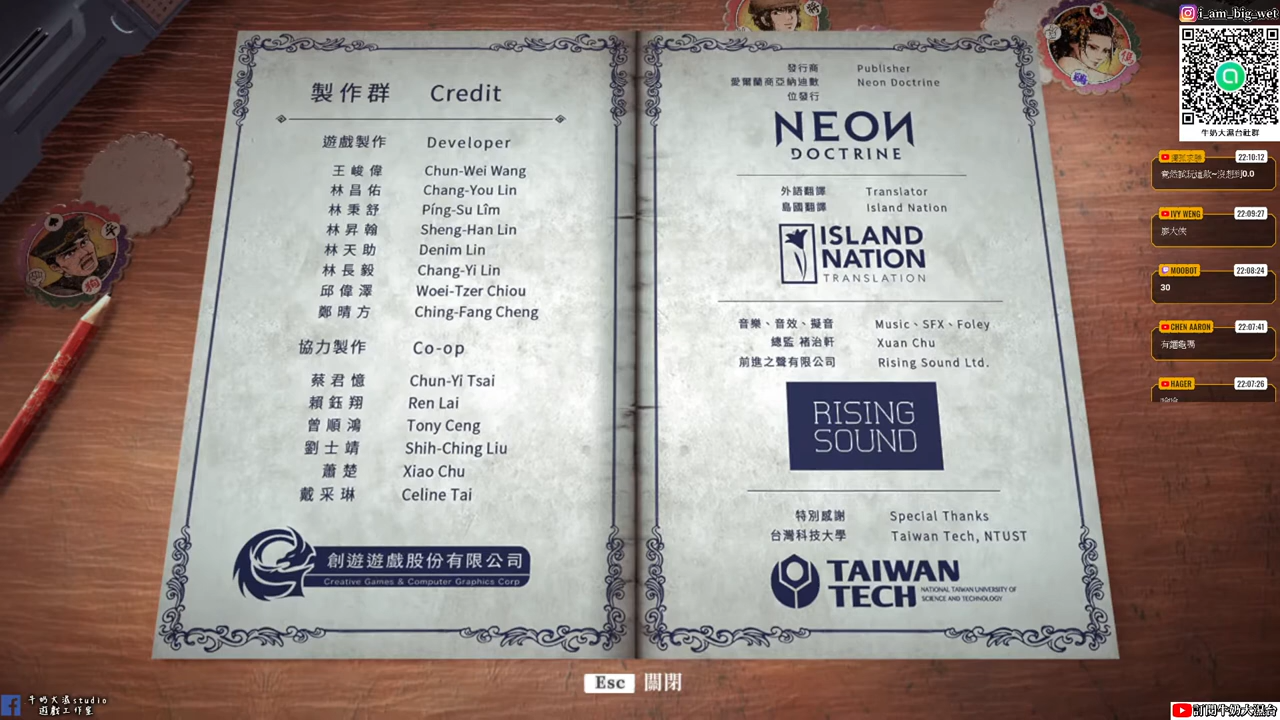 製作群 Credit
遊戲製作 Developer
王峻偉 Chun-Wei Wang
林昌佑 Chang-You Lin
林秉舒 Píng-Su Lîm
林昇翰 Sheng-Han Lin
林天助 Denim Lin
林長毅 Chang-Yi Lin
邱偉澤 Woei-Tzer Chiou
鄭晴方 Ching-Fang Cheng
協力製作 Co-op
蔡君憶 Chun-Yi Tsai
賴鈺翔 Ren Lai
曾順鴻 Tony Ceng
劉士靖 Shih-Ching Liu
蕭楚 Xiao Chu
戴采琳 Celine Tai
創遊遊戲股份有限公司
Creative Games & Computer Graphics Corp
發行商 Publisher
愛爾蘭商亞納迪數 Neon Doctrine
位發行
NEON
DOCTRINE
外語翻譯 Translator
島國翻譯 Island Nation
ISLAND
NATION
TRANSLATION
音樂、音效、擬音 Music、SFX、Foley
總監 褚治軒 Xuan Chu
前進之聲有限公司 Rising Sound Ltd.
RISING
SOUND
特別感謝 Special Thanks
台灣科技大學 Taiwan Tech, NTUST
TAIWAN
TECH
NATIONAL TAIWAN UNIVERSITY OF
SCIENCE AND TECHNOLOGY
Esc 關閉
i_am_big_wei
牛奶大濕台社群
22:10:12
竟然試玩這款~沒想到0.0
IVY WENG 22:09:27
廖大俠
MOOBOT 22:08:24
30
CHEN AARON 22:07:41
HAGER 22:07:26
牛奶大濕studio
遊戲工作室
訂閱牛奶大濕台